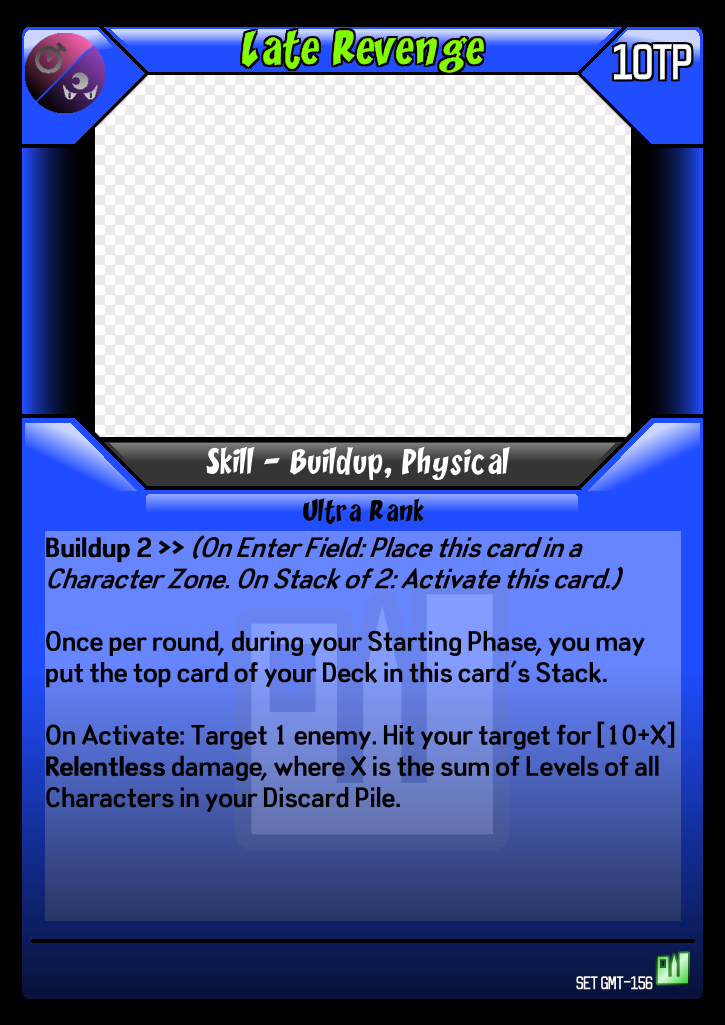 Late Revenge
10TP
Skill - Buildup, Physical
Ultra Rank
Buildup 2 >> (On Enter Field: Place this card in a
Character Zone. On Stack of 2: Activate this card.)
Once per round, during your Starting Phase, you may
put the top card of your Deck in this card's Stack.
On Activate: Target 1 enemy. Hit your target for [10+X]
Relentless damage, where X is the sum of Levels of all
Characters in your Discard Pile.
SET GMT-156